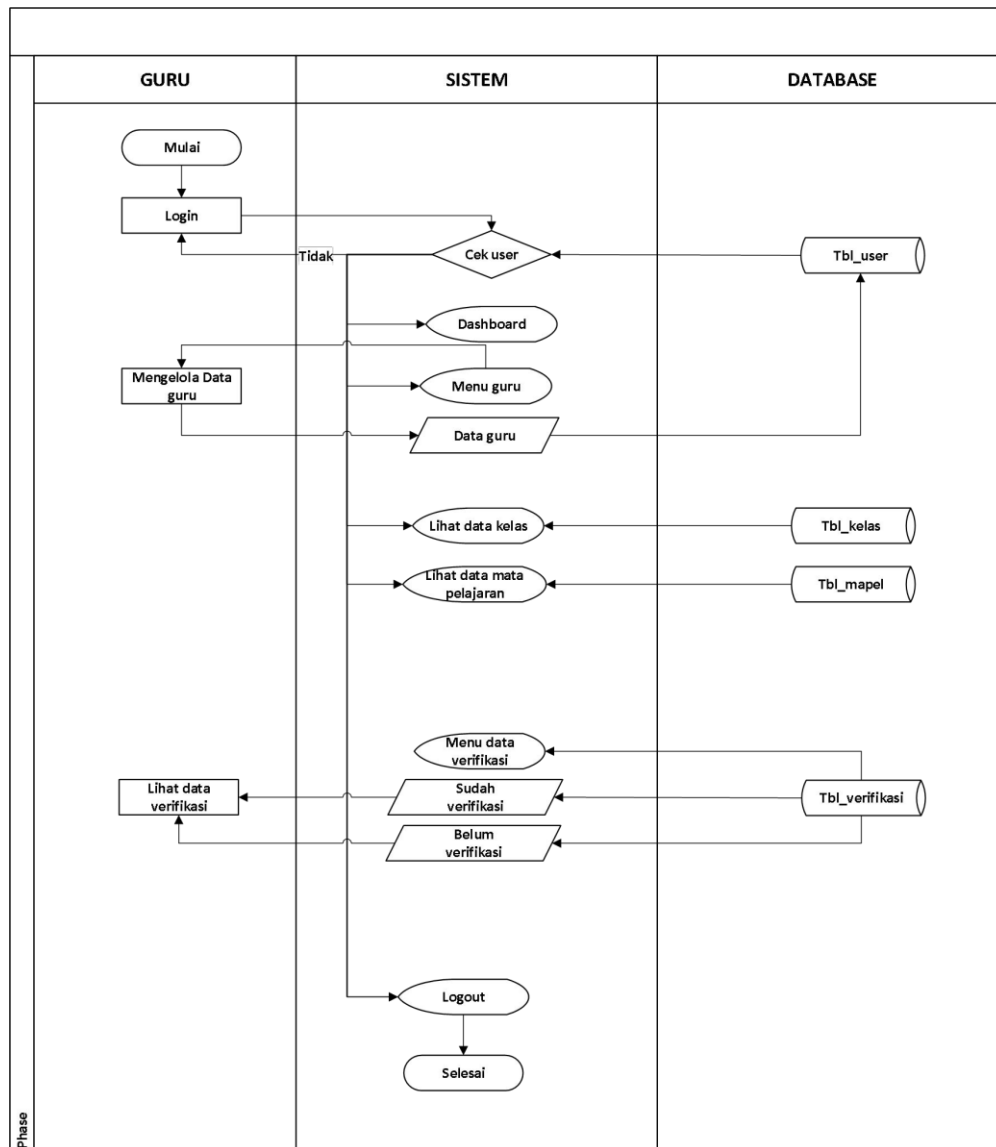 GURU
SISTEM
DATABASE
Mulai
Login
Tidak
Cek user
Tbl_user
Dashboard
Mengelola Data
guru
Menu guru
Data guru
Lihat data kelas
Tbl_kelas
Lihat data mata
pelajaran
Tbl_mapel
Menu data
verifikasi
Lihat data
verifikasi
Sudah
verifikasi
Tbl_verifikasi
Belum
verifikasi
Logout
Selesai
Phase